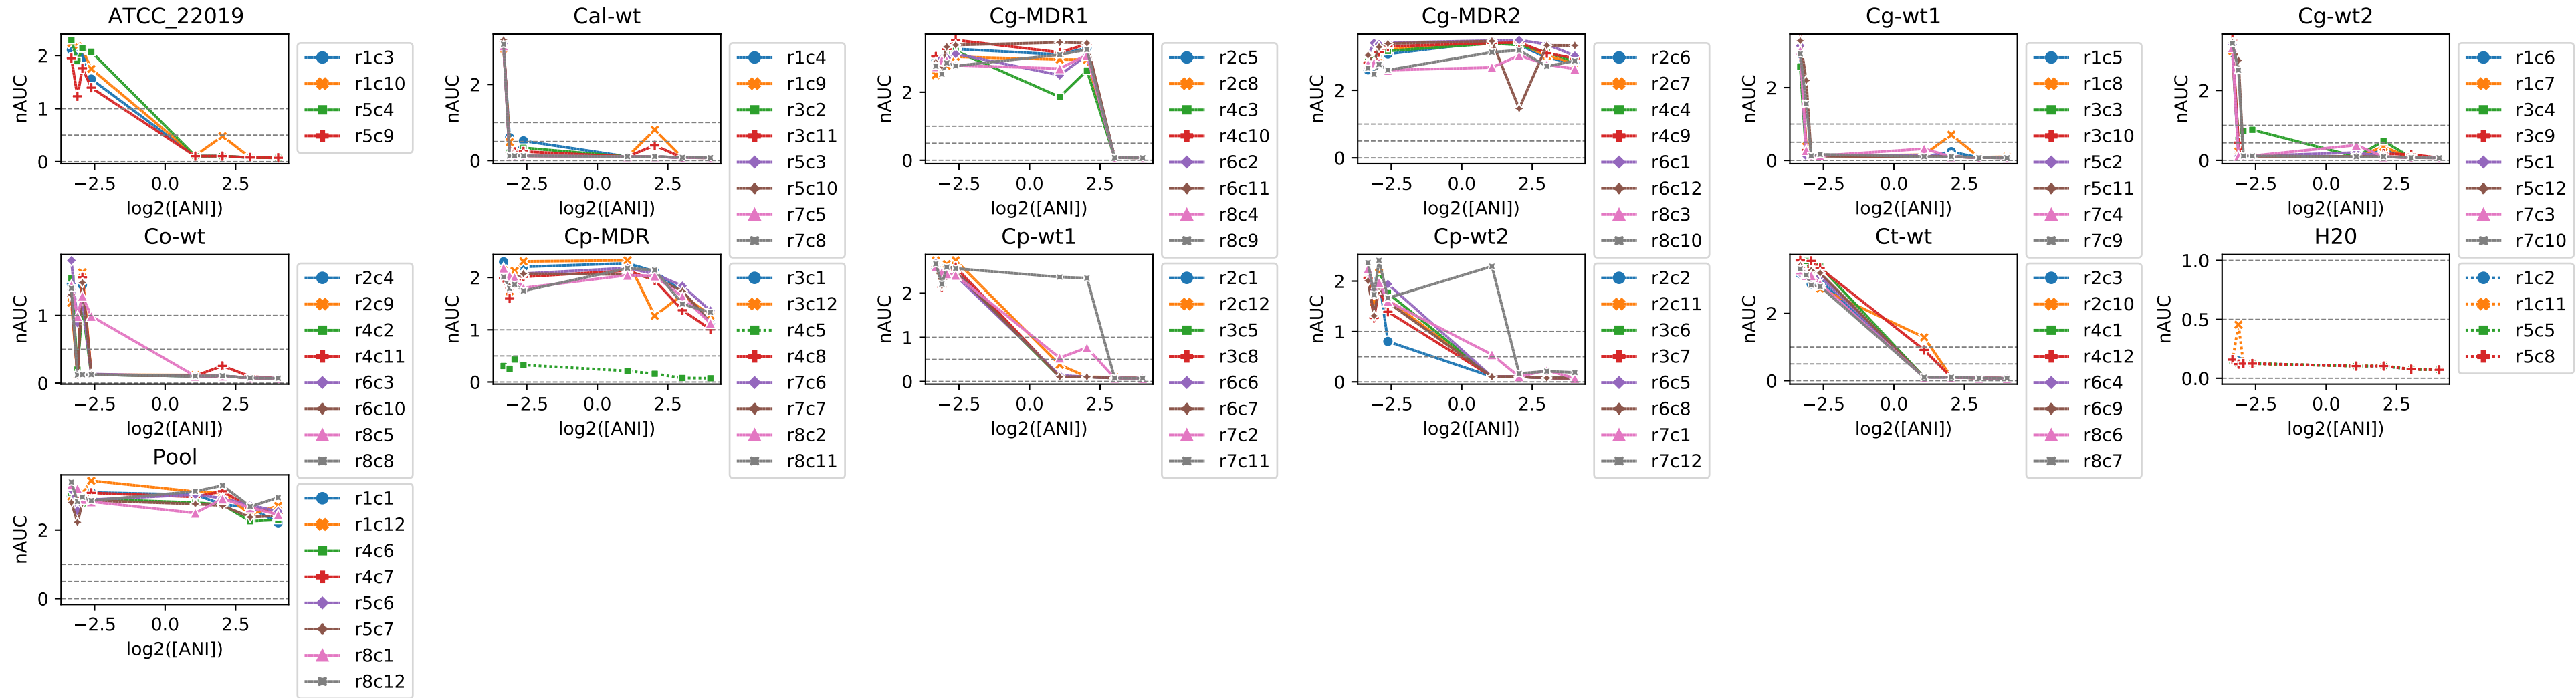 ATCC_22019
nAUC
2
1
0
−2.5
0.0
2.5
log2([ANI])
r1c3
r1c10
r5c4
r5c9
Cal-wt
nAUC
2
0
−2.5
0.0
2.5
log2([ANI])
r1c4
r1c9
r3c2
r3c11
r5c3
r5c10
r7c5
r7c8
Cg-MDR1
nAUC
2
0
−2.5
0.0
2.5
log2([ANI])
r2c5
r2c8
r4c3
r4c10
r6c2
r6c11
r8c4
r8c9
Cg-MDR2
nAUC
2
0
−2.5
0.0
2.5
log2([ANI])
r2c6
r2c7
r4c4
r4c9
r6c1
r6c12
r8c3
r8c10
Cg-wt1
nAUC
2
0
−2.5
0.0
2.5
log2([ANI])
r1c5
r1c8
r3c3
r3c10
r5c2
r5c11
r7c4
r7c9
Cg-wt2
nAUC
2
0
−2.5
0.0
2.5
log2([ANI])
r1c6
r1c7
r3c4
r3c9
r5c1
r5c12
r7c3
r7c10
Co-wt
nAUC
1
0
−2.5
0.0
2.5
log2([ANI])
r2c4
r2c9
r4c2
r4c11
r6c3
r6c10
r8c5
r8c8
Cp-MDR
nAUC
2
1
0
−2.5
0.0
2.5
log2([ANI])
r3c1
r3c12
r4c5
r4c8
r7c6
r7c7
r8c2
r8c11
Cp-wt1
nAUC
2
0
−2.5
0.0
2.5
log2([ANI])
r2c1
r2c12
r3c5
r3c8
r6c6
r6c7
r7c2
r7c11
Cp-wt2
nAUC
2
1
0
−2.5
0.0
2.5
log2([ANI])
r2c2
r2c11
r3c6
r3c7
r6c5
r6c8
r7c1
r7c12
Ct-wt
nAUC
2
0
−2.5
0.0
2.5
log2([ANI])
r2c3
r2c10
r4c1
r4c12
r6c4
r6c9
r8c6
r8c7
H20
nAUC
1.0
0.5
0.0
−2.5
0.0
2.5
log2([ANI])
r1c2
r1c11
r5c5
r5c8
Pool
nAUC
2
0
−2.5
0.0
2.5
log2([ANI])
r1c1
r1c12
r4c6
r4c7
r5c6
r5c7
r8c1
r8c12